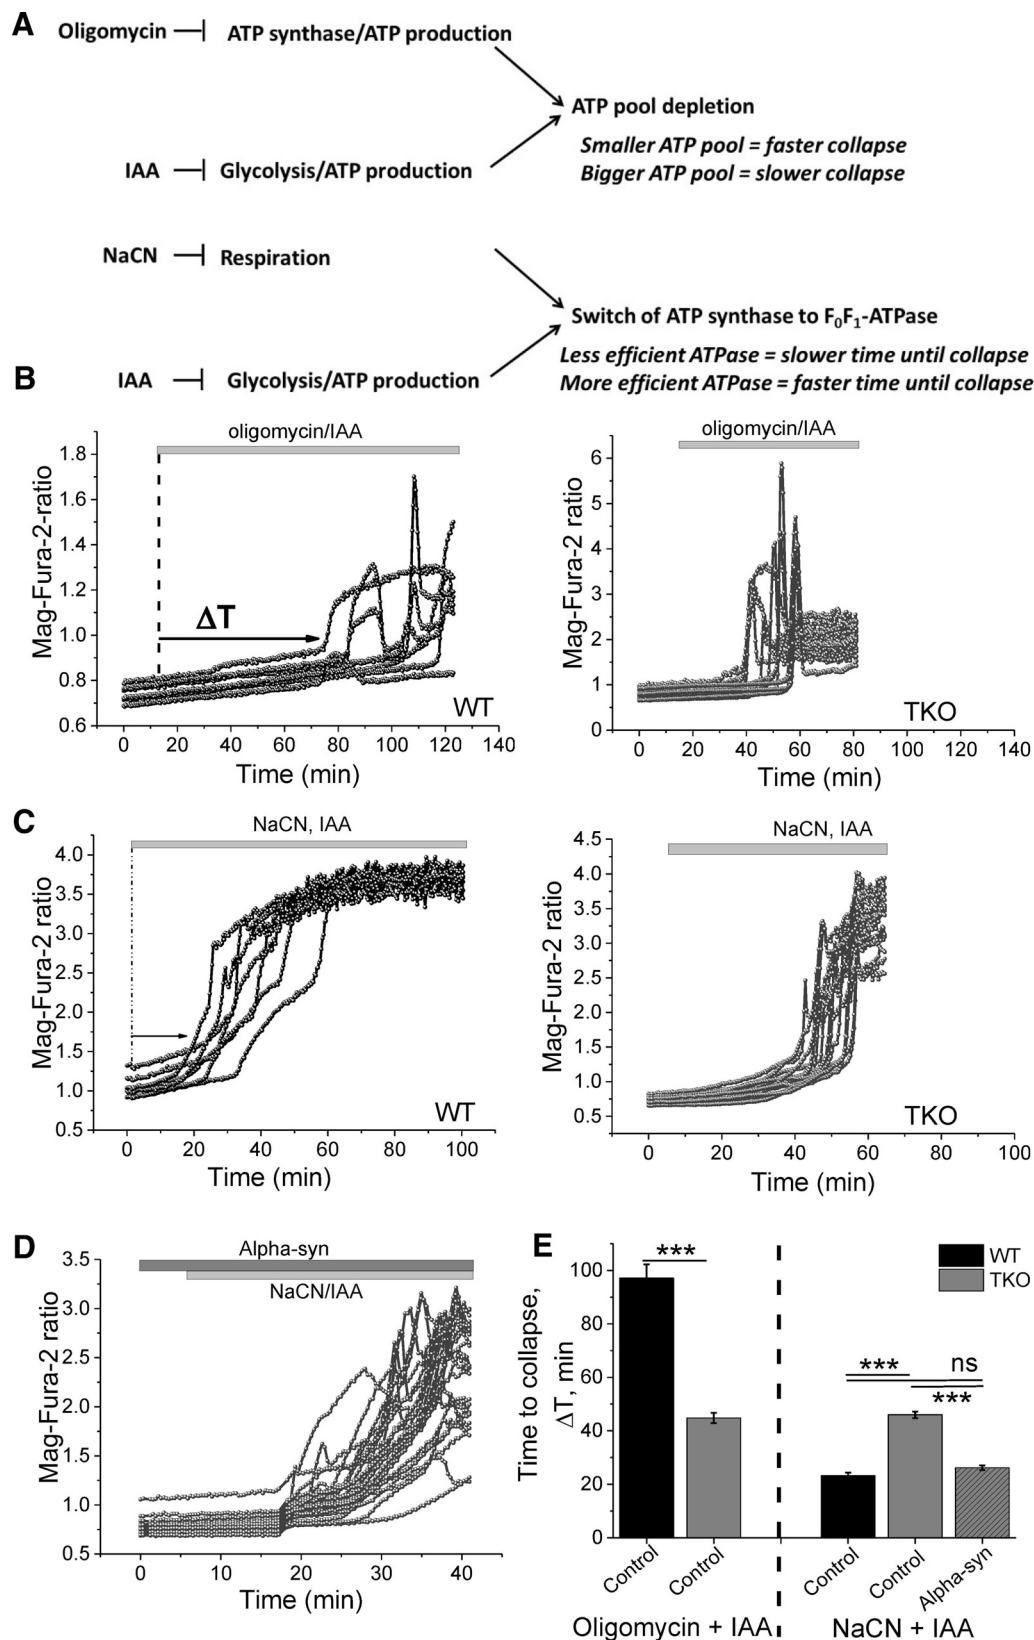 A
Oligomycin ATP synthase/ATP production
ATP pool depletion
Smaller ATP pool = faster collapse
Bigger ATP pool = slower collapse
IAA Glycolysis/ATP production
NaCN Respiration
Switch of ATP synthase to F₀F₁-ATPase
Less efficient ATPase = slower time until collapse
More efficient ATPase = faster time until collapse
IAA Glycolysis/ATP production
B
oligomycin/IAA
Mag-Fura-2-ratio
1.8
1.6
1.4
1.2
1.0
0.8
0.6
ΔT
WT
0 20 40 60 80 100 120 140
Time (min)
oligomycin/IAA
Mag-Fura-2 ratio
6
5
4
3
2
1
0
TKO
0 20 40 60 80 100 120 140
Time (min)
C
NaCN, IAA
Mag-Fura-2 ratio
4.0
3.5
3.0
2.5
2.0
1.5
1.0
0.5
WT
0 20 40 60 80 100
Time (min)
NaCN, IAA
Mag-Fura-2 ratio
4.5
4.0
3.5
3.0
2.5
2.0
1.5
1.0
0.5
TKO
0 20 40 60 80 100
Time (min)
D
Alpha-syn
NaCN/IAA
Mag-Fura-2 ratio
3.5
3.0
2.5
2.0
1.5
1.0
0.5
0 10 20 30 40
Time (min)
E
Time to collapse,
ΔT, min
100
80
60
40
20
0
***
WT
TKO
*** ns
***
Control Control Control Control Alpha-syn
Oligomycin + IAA NaCN + IAA